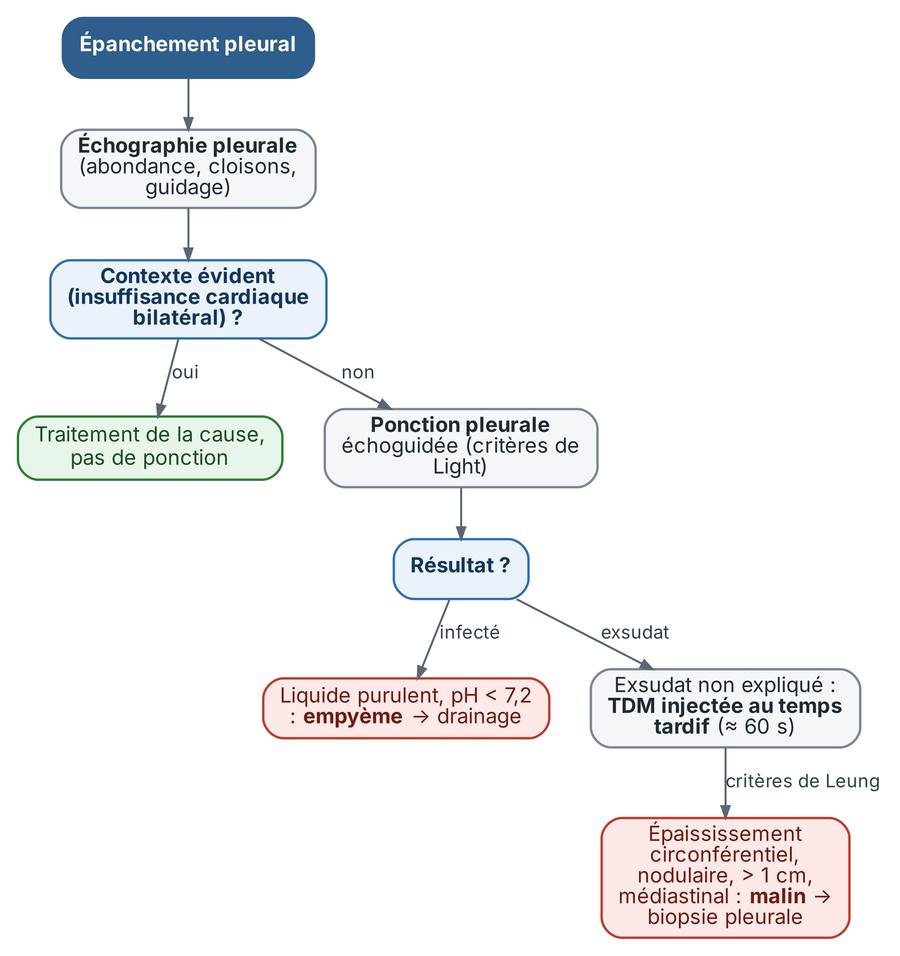 Épanchement pleural
Échographie pleurale
(abondance, cloisons,
guidage)
Contexte évident
(insuffisance cardiaque
bilatéral) ?
oui
non
Traitement de la cause,
pas de ponction
Ponction pleurale
échoguidée (critères de
Light)
Résultat ?
infecté
exsudat
Liquide purulent, pH < 7,2
: empyème → drainage
Exsudat non expliqué :
TDM injectée au temps
tardif (≈ 60 s)
critères de Leung
Épaississement
circonférentiel,
nodulaire, > 1 cm,
médiastinal : malin →
biopsie pleurale